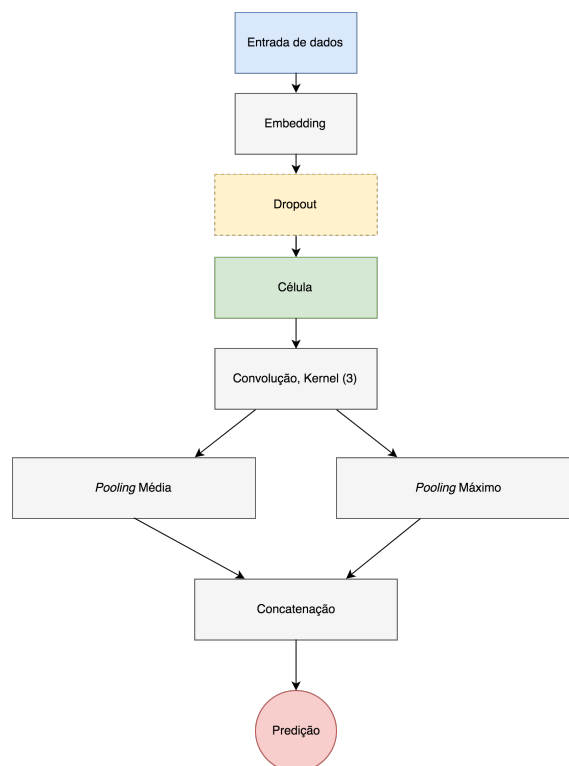 Entrada de dados
Embedding
Dropout
Célula
Convolução, Kernel (3)
Pooling Média
Pooling Máximo
Concatenação
Predição